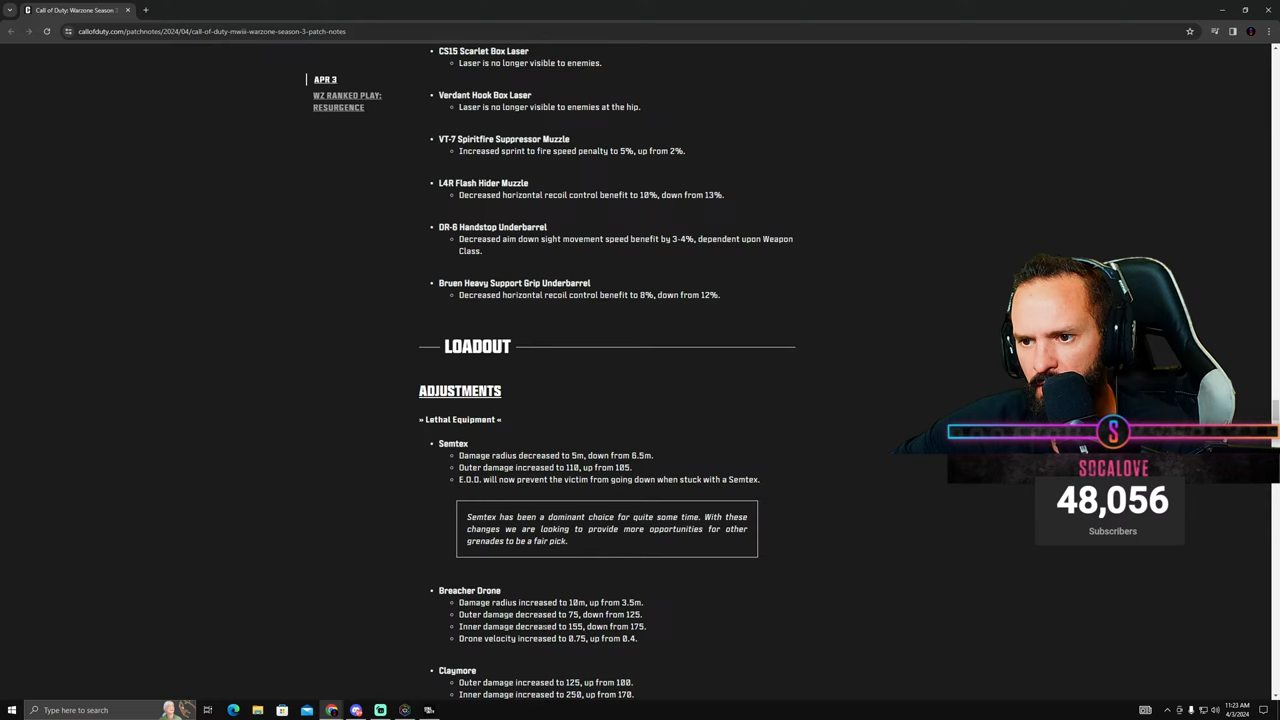 Call of Duty: Warzone Season 3
callofduty.com/patchnotes/2024/04/call-of-duty-mwiii-warzone-season-3-patch-notes
APR 3
WZ RANKED PLAY:
RESURGENCE
CS15 Scarlet Box Laser
Laser is no longer visible to enemies.
Verdant Hook Box Laser
Laser is no longer visible to enemies at the hip.
VT-7 Spiritfire Suppressor Muzzle
Increased sprint to fire speed penalty to 5%, up from 2%.
L4R Flash Hider Muzzle
Decreased horizontal recoil control benefit to 10%, down from 13%.
DR-6 Handstop Underbarrel
Decreased aim down sight movement speed benefit by 3-4%, dependent upon Weapon
Class.
Bruen Heavy Support Grip Underbarrel
Decreased horizontal recoil control benefit to 8%, down from 12%.
LOADOUT
ADJUSTMENTS
» Lethal Equipment «
Semtex
Damage radius decreased to 5m, down from 6.5m.
Outer damage increased to 110, up from 105.
E.O.D. will now prevent the victim from going down when stuck with a Semtex.
Semtex has been a dominant choice for quite some time. With these
changes we are looking to provide more opportunities for other
grenades to be a fair pick.
Breacher Drone
Damage radius increased to 10m, up from 3.5m.
Outer damage decreased to 75, down from 125.
Inner damage decreased to 155, down from 175.
Drone velocity increased to 0.75, up from 0.4.
Claymore
Outer damage increased to 125, up from 100.
Inner damage increased to 250, up from 170.
S
SOCALOVE
48,056
Subscribers
Type here to search
11:23 AM
4/3/2024